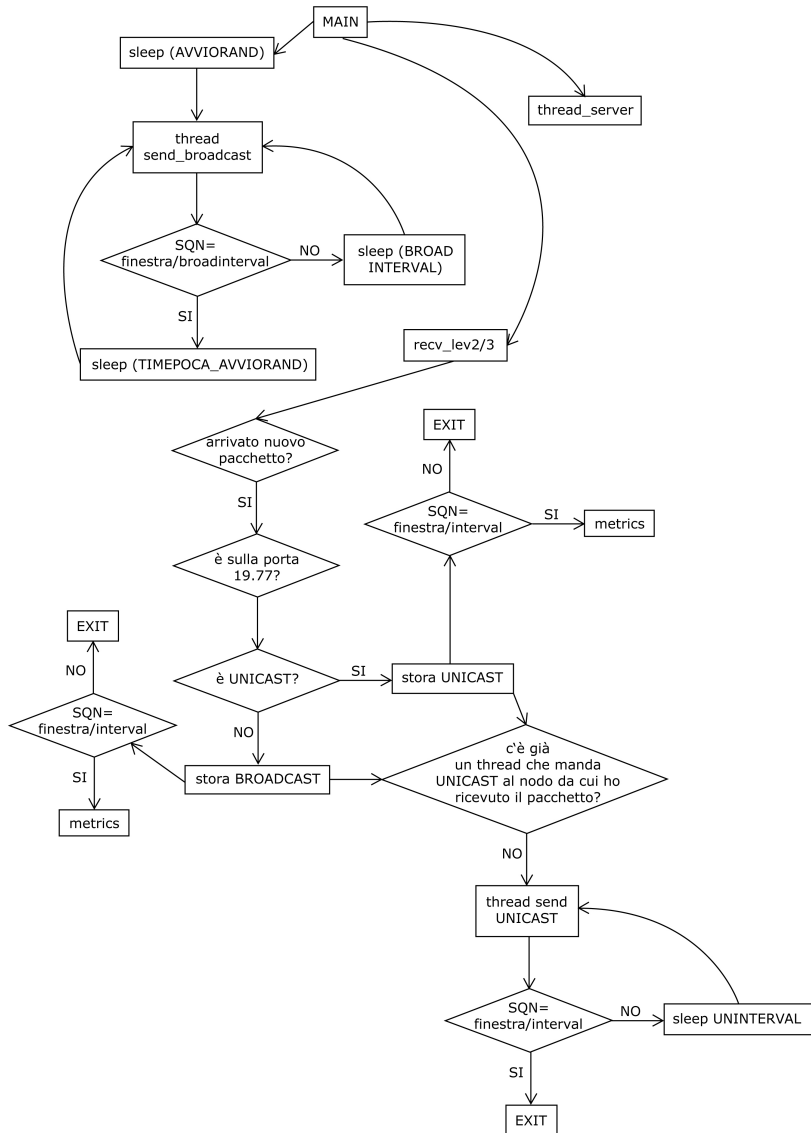 MAIN
sleep (AVVIORAND)
thread_server
thread
send_broadcast
SQN=
finestra/broadinterval
NO
sleep (BROAD
INTERVAL)
SI
sleep (TIMEPOCA_AVVIORAND)
recv_lev2/3
arrivato nuovo
pacchetto?
SI
EXIT
NO
SQN=
finestra/interval
SI
metrics
è sulla porta
19.77?
è UNICAST?
SI
stora UNICAST
NO
stora BROADCAST
EXIT
NO
SQN=
finestra/interval
SI
metrics
c'è già
un thread che manda
UNICAST al nodo da cui ho
ricevuto il pacchetto?
NO
thread send
UNICAST
SQN=
finestra/interval
NO
sleep UNINTERVAL
SI
EXIT